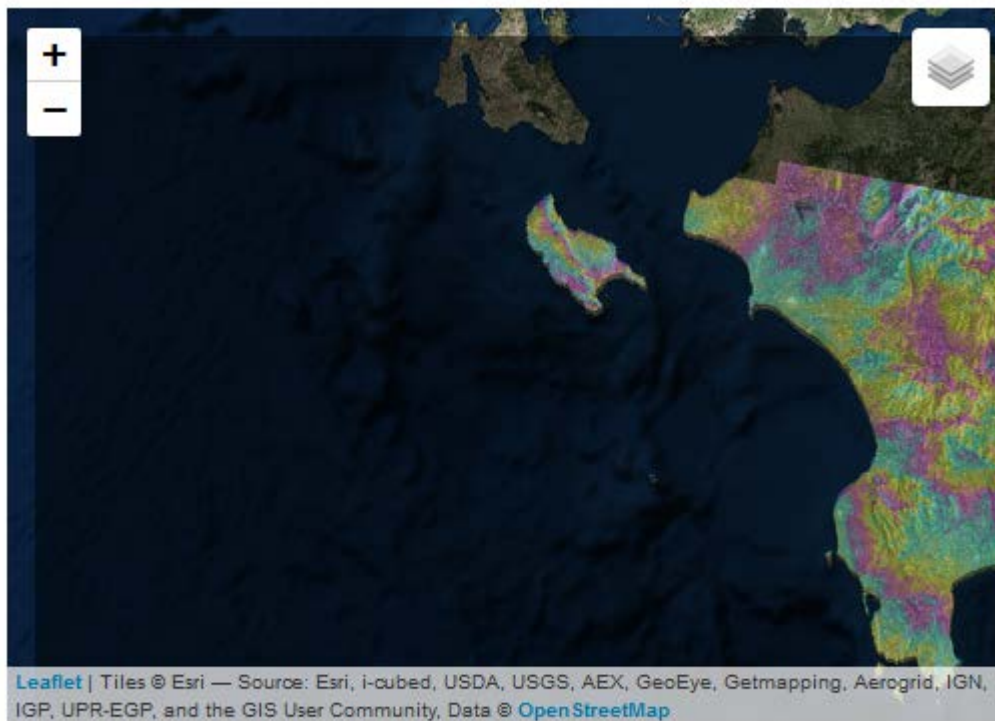 +
−
Leaflet | Tiles © Esri — Source: Esri, i-cubed, USDA, USGS, AEX, GeoEye, Getmapping, Aerogrid, IGN,
IGP, UPR-EGP, and the GIS User Community, Data © OpenStreetMap